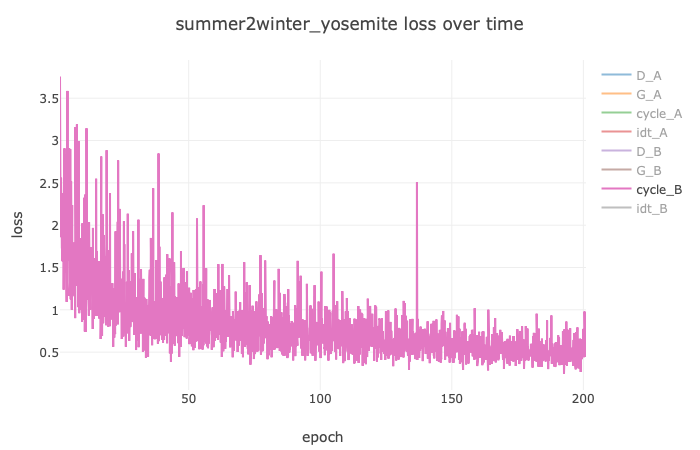 summer2winter_yosemite loss over time
3.5
3
2.5
2
1.5
1
0.5
loss
50
100
150
200
epoch
D_A
G_A
cycle_A
idt_A
D_B
G_B
cycle_B
idt_B